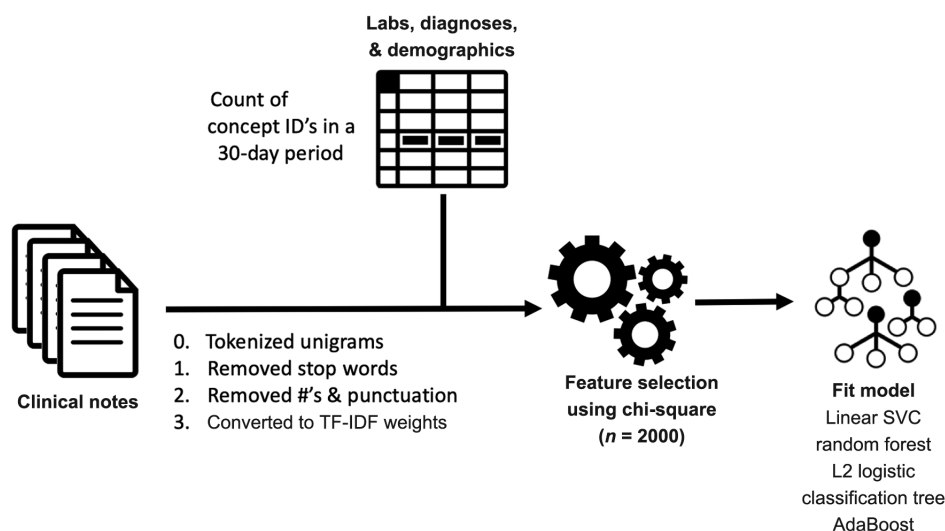 Labs, diagnoses,
& demographics
Count of
concept ID's in a
30-day period
Clinical notes
0. Tokenized unigrams
1. Removed stop words
2. Removed #'s & punctuation
3. Converted to TF-IDF weights
Feature selection
using chi-square
(n = 2000)
Fit model
Linear SVC
random forest
L2 logistic
classification tree
AdaBoost